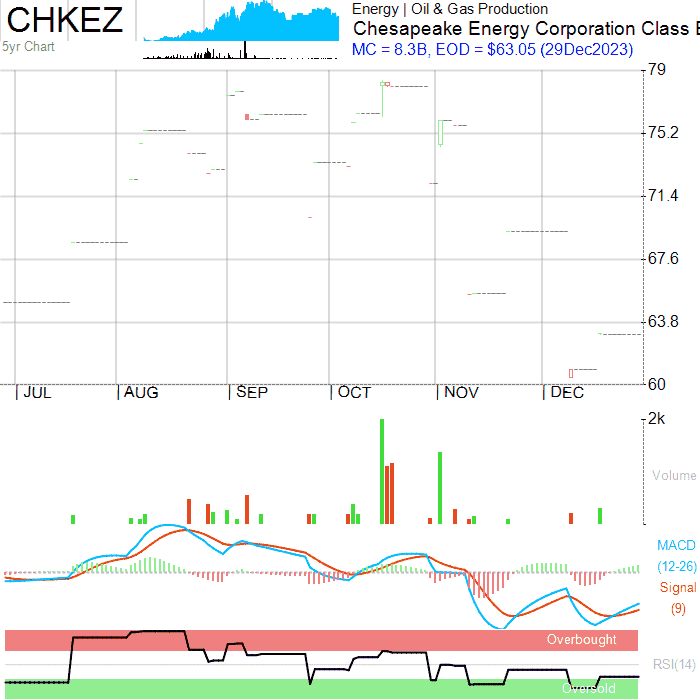 CHKEZ
5yr Chart
Energy | Oil & Gas Production
Chesapeake Energy Corporation Class
MC = 8.3B, EOD = $63.05 (29Dec2023)
79
75.2
71.4
67.6
63.8
60
JUL
AUG
SEP
OCT
NOV
DEC
2k
Volume
MACD
(12-26)
Signal
(9)
Overbought
RSI(14)
Oversold